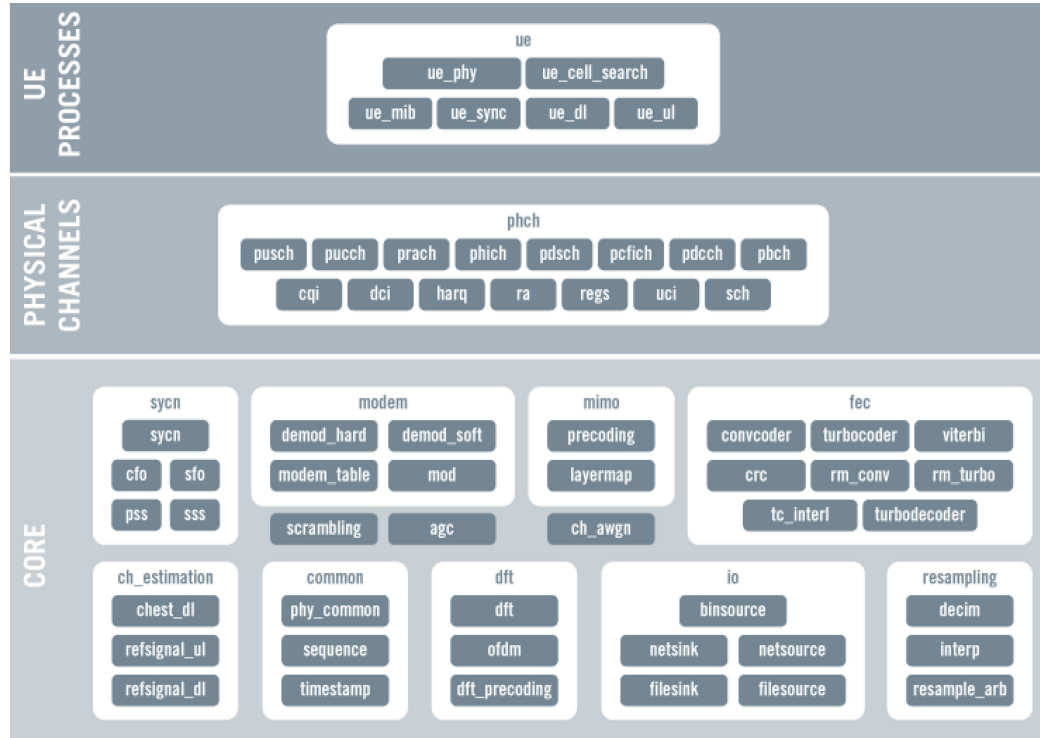 UE
PROCESSES
ue
ue_phy ue_cell_search
ue_mib ue_sync ue_dl ue_ul
PHYSICAL
CHANNELS
phch
pusch pucch prach phich pdsch pcfich pdcch pbch
cqi dci harq ra regs uci sch
CORE
sycn
sycn
cfo sfo
pss sss
modem
demod_hard demod_soft
modem_table mod
scrambling agc
mimo
precoding
layermap
ch_awgn
fec
convcoder turbocoder viterbi
crc rm_conv rm_turbo
tc_interl turbodecoder
ch_estimation
chest_dl
refsignal_ul
refsignal_dl
common
phy_common
sequence
timestamp
dft
dft
ofdm
dft_precoding
io
binsource
netsink netsource
filesink filesource
resampling
decim
interp
resample_arb